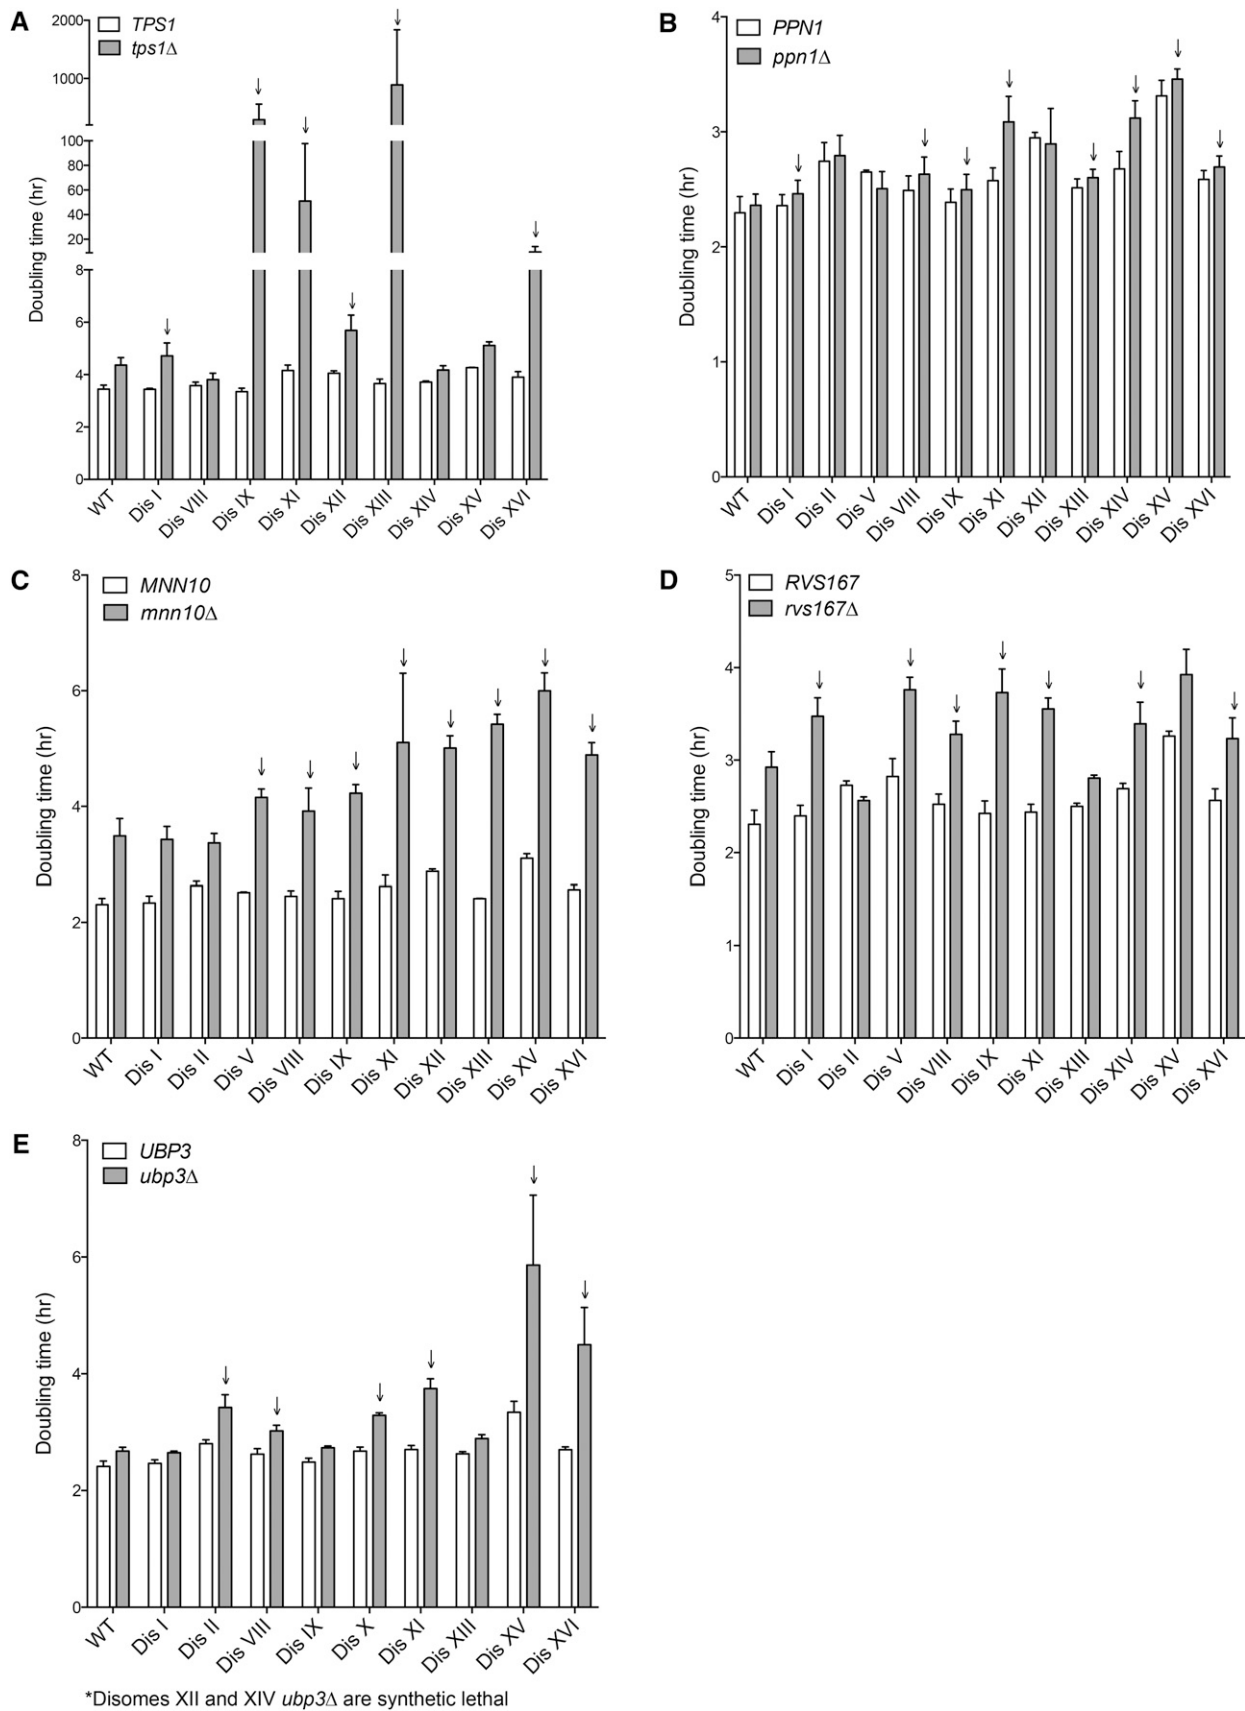 A
TPS1
tps1Δ
Doubling time (hr)
2000
1000
100
80
60
40
20
8
6
4
2
0
WT
Dis I
Dis VIII
Dis IX
Dis XI
Dis XII
Dis XIII
Dis XIV
Dis XV
Dis XVI
B
PPN1
ppn1Δ
Doubling time (hr)
4
3
2
1
0
WT
Dis I
Dis II
Dis V
Dis VIII
Dis IX
Dis XI
Dis XII
Dis XIII
Dis XIV
Dis XV
Dis XVI
C
MNN10
mnn10Δ
Doubling time (hr)
8
6
4
2
0
WT
Dis I
Dis II
Dis V
Dis VIII
Dis IX
Dis XI
Dis XII
Dis XIII
Dis XV
Dis XVI
D
RVS167
rvs167Δ
Doubling time (hr)
5
4
3
2
1
0
WT
Dis I
Dis II
Dis V
Dis VIII
Dis IX
Dis XI
Dis XIII
Dis XIV
Dis XV
Dis XVI
E
UBP3
ubp3Δ
Doubling time (hr)
8
6
4
2
0
WT
Dis I
Dis II
Dis VIII
Dis IX
Dis X
Dis XI
Dis XIII
Dis XV
Dis XVI
*Disomes XII and XIV ubp3Δ are synthetic lethal